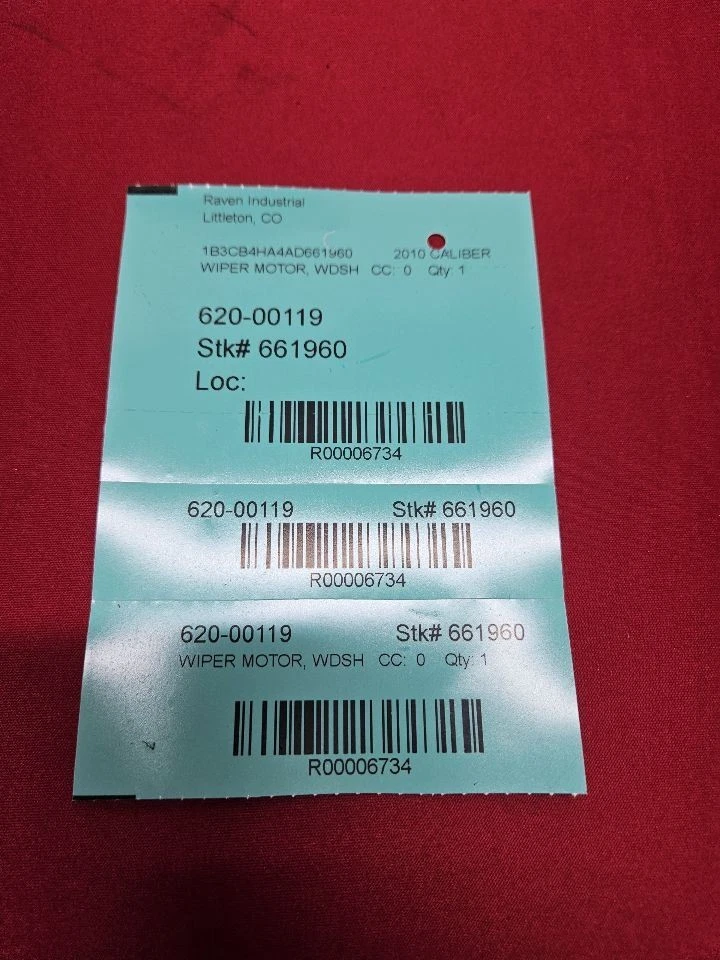 Raven Industrial
Littleton, CO
1B3CB4HA4AD661960 2010 CALIBER
WIPER MOTOR, WDSH CC: 0 Qty: 1
620-00119
Stk# 661960
Loc:
R00006734
620-00119 Stk# 661960
R00006734
620-00119 Stk# 661960
WIPER MOTOR, WDSH CC: 0 Qty: 1
R00006734